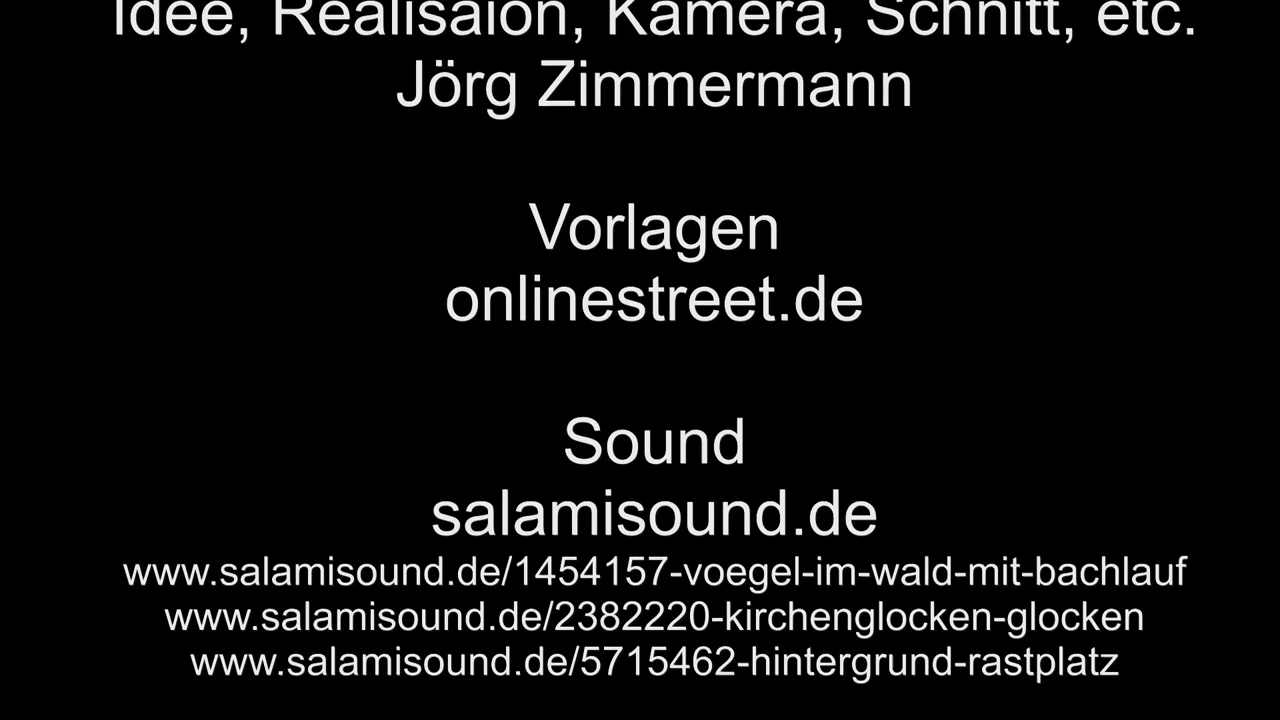 Idee, Realisaion, Kamera, Schnitt, etc.
Jörg Zimmermann
Vorlagen
onlinestreet.de
Sound
salamisound.de
www.salamisound.de/1454157-voegel-im-wald-mit-bachlauf
www.salamisound.de/2382220-kirchenglocken-glocken
www.salamisound.de/5715462-hintergrund-rastplatz